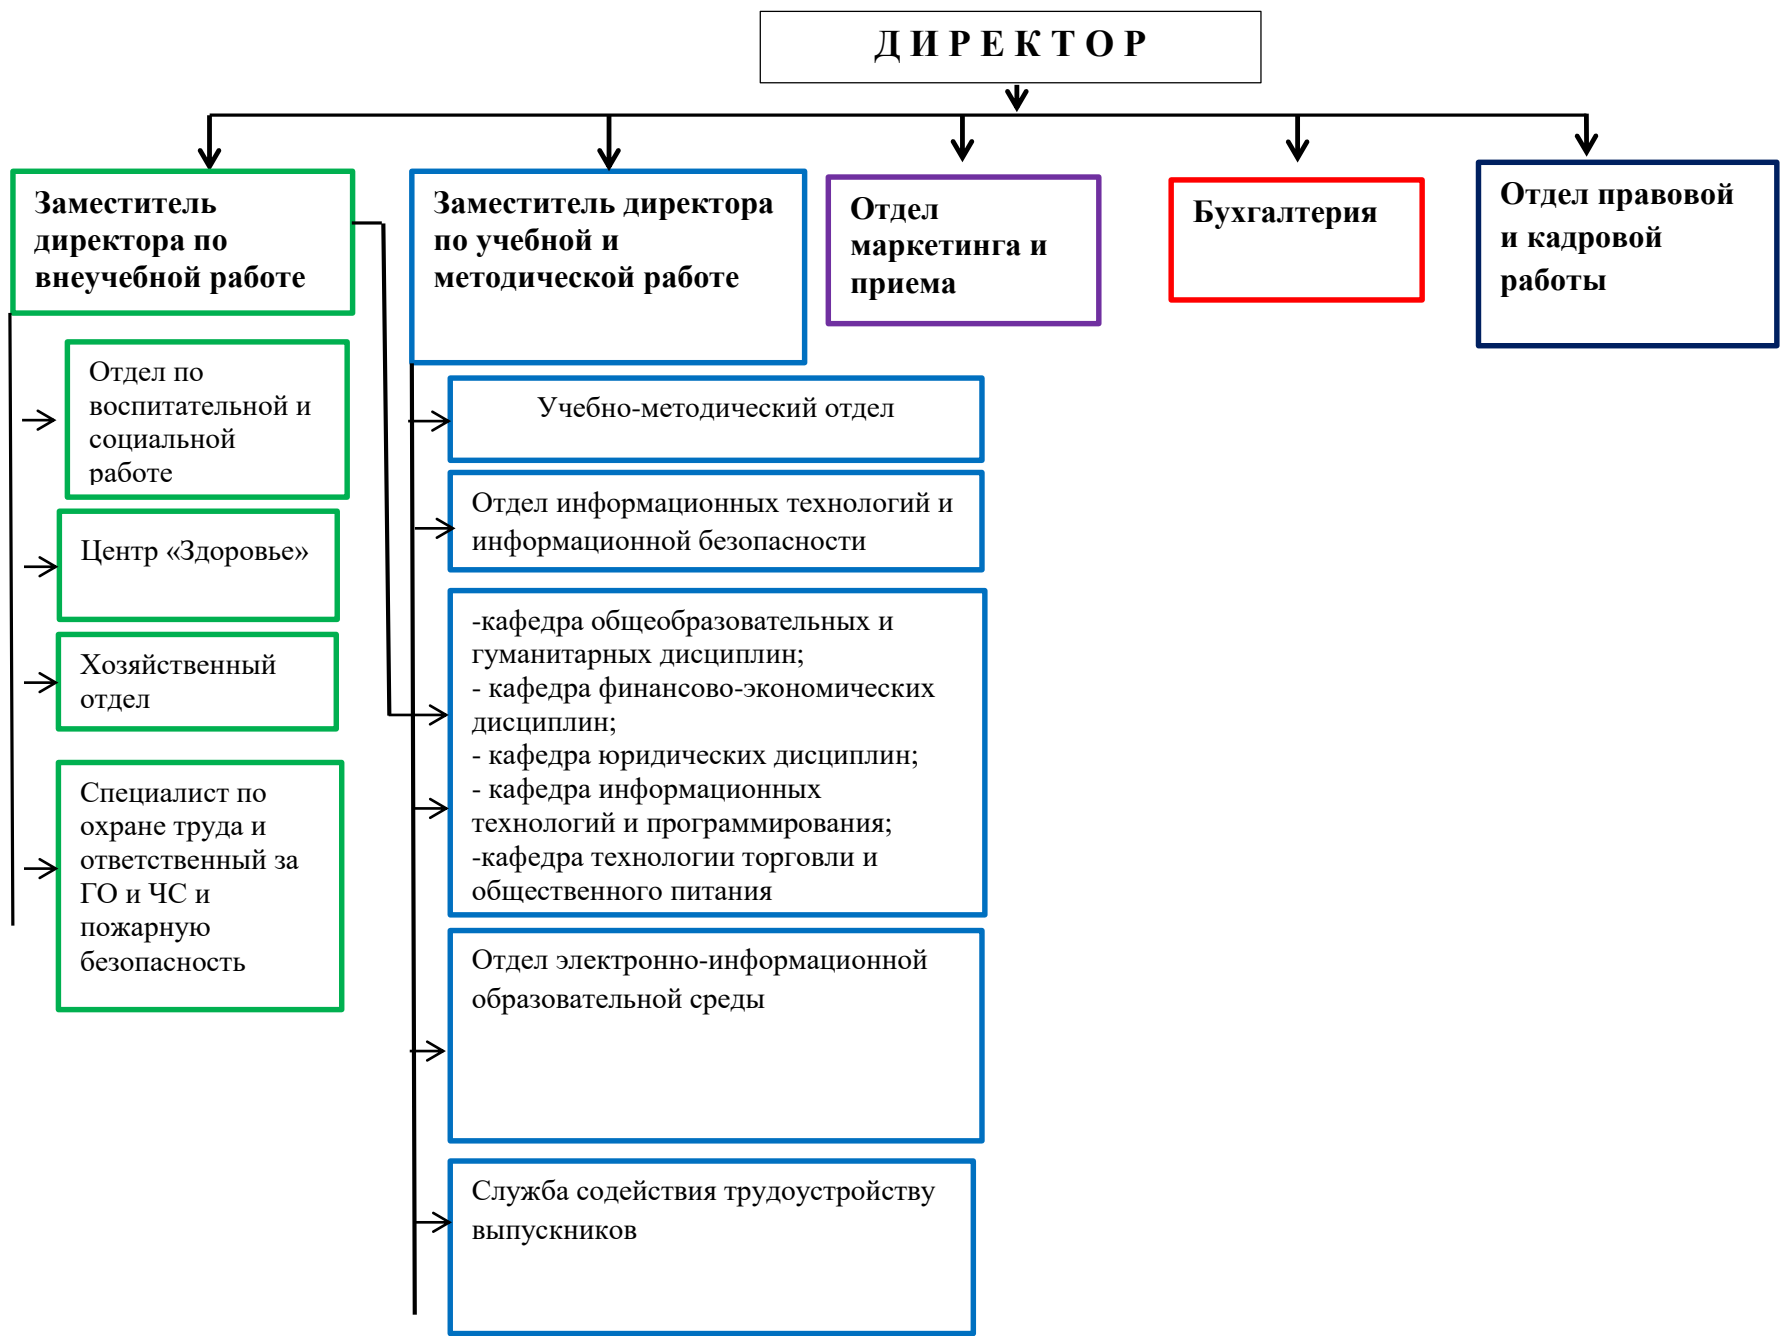 Д И Р Е К Т О Р
Заместитель
директора по
внеучебной работе
Заместитель директора
по учебной и
методической работе
Отдел
маркетинга и
приема
Бухгалтерия
Отдел правовой
и кадровой
работы
Отдел по
воспитательной и
социальной
работе
Центр «Здоровье»
Хозяйственный
отдел
Специалист по
охране труда и
ответственный за
ГО и ЧС и
пожарную
безопасность
Учебно-методический отдел
Отдел информационных технологий и
информационной безопасности
-кафедра общеобразовательных и
гуманитарных дисциплин;
- кафедра финансово-экономических
дисциплин;
- кафедра юридических дисциплин;
- кафедра информационных
технологий и программирования;
-кафедра технологии торговли и
общественного питания
Отдел электронно-информационной
образовательной среды
Служба содействия трудоустройству
выпускников